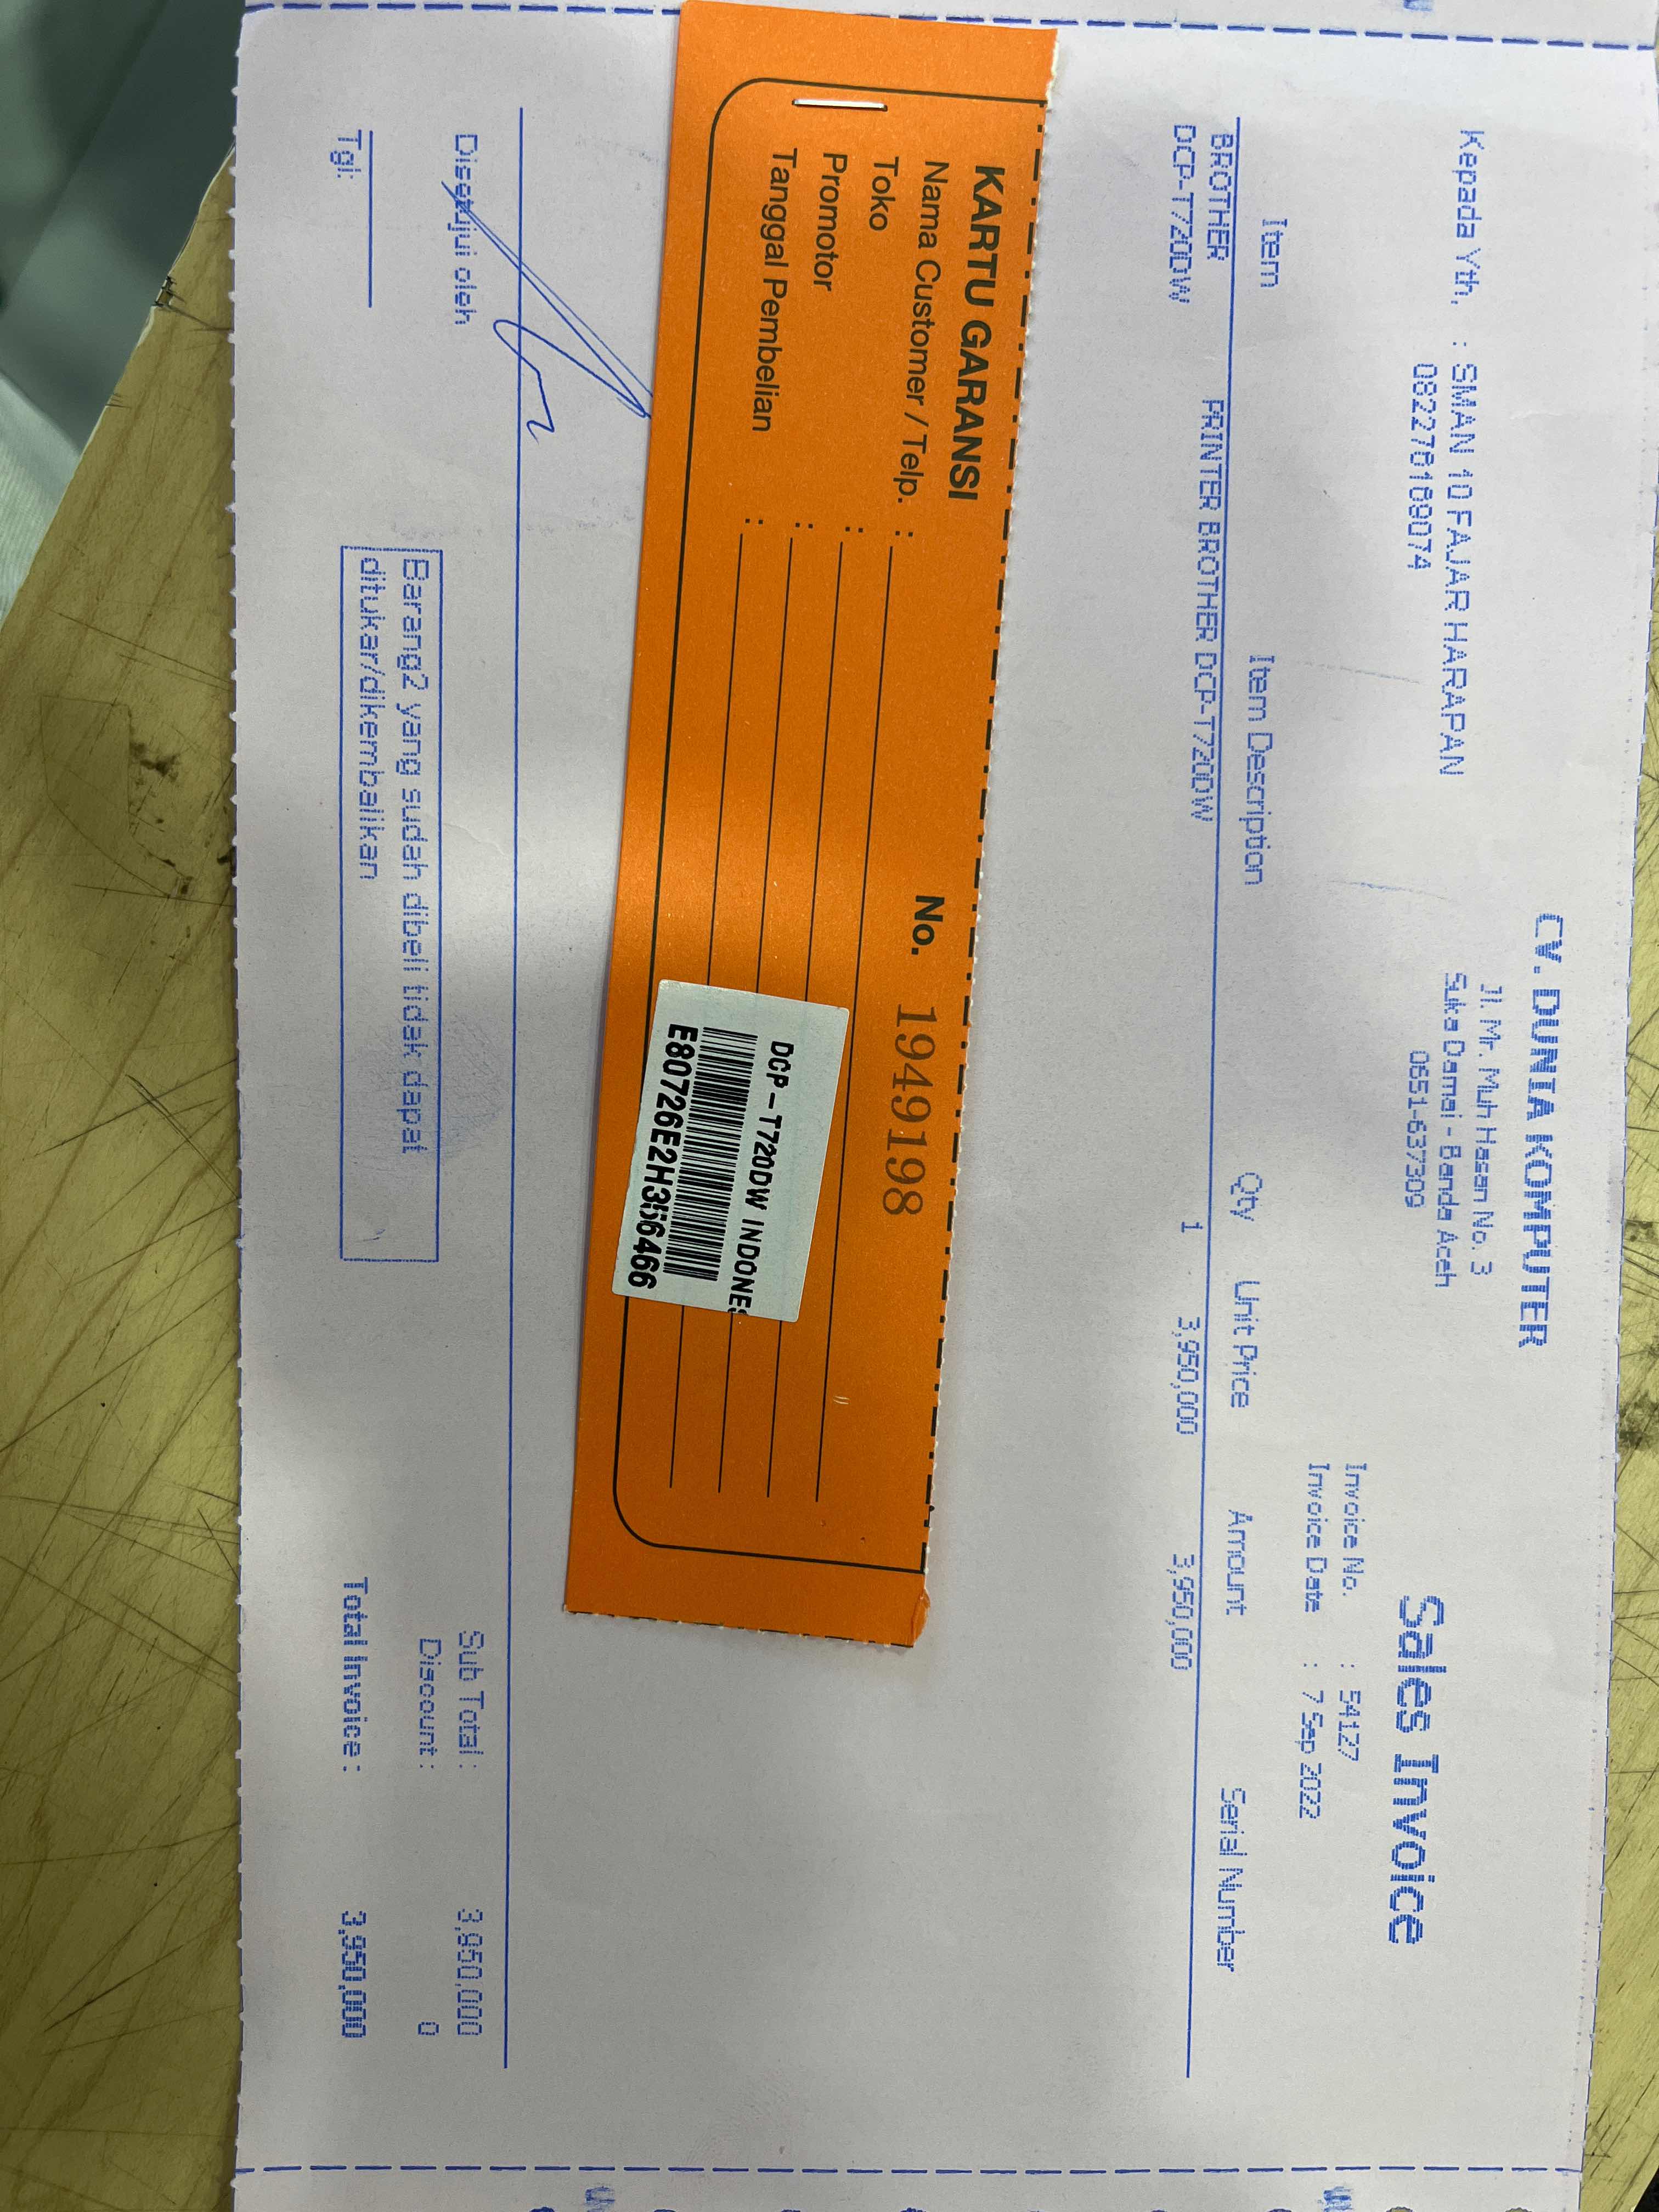 CV. DUNIA KOMPUTER
Jl. Mr. Muh Hasan No. 3
Suka Damai - Banda Aceh
0651-637309
Sales Invoice
Kepada Yth, : SMAN 10 FAJAR HARAPAN
082276188074
Invoice No. : 54127
Invoice Date : 7 Sep 2022
Item Item Description Qty Unit Price Amount Serial Number
BROTHER DCP-T720DW PRINTER BROTHER DCP-T720DW 1 3,950,000 3,950,000
KARTU GARANSI
No. 1949198
Nama Customer / Telp. :
Toko :
Promotor :
Tanggal Pembelian :
DCP-T720DW INDONES
E80726E2H356466
Disetujui oleh
Tgl:
Barang2 yang sudah dibeli tidak dapat
ditukar/dikembalikan
Sub Total : 3,950,000
Discount : 0
Total Invoice : 3,950,000